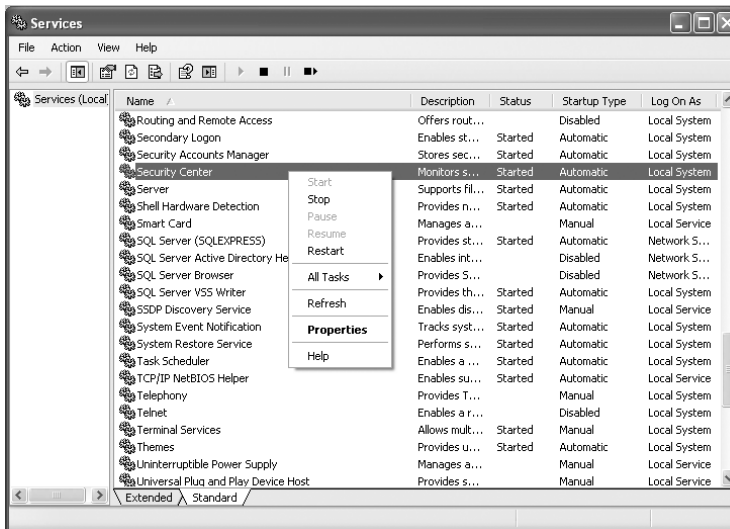 Services
File Action View Help
Services (Local
Name Description Status Startup Type Log On As
Routing and Remote Access Offers rout... Disabled Local System
Secondary Logon Enables st... Started Automatic Local System
Security Accounts Manager Stores sec... Started Automatic Local System
Security Center Monitors s... Started Automatic Local System
Server Supports fil... Started Automatic Local System
Shell Hardware Detection Provides n... Started Automatic Local System
Smart Card Manages a... Manual Local Service
SQL Server (SQLEXPRESS) Provides st... Started Automatic Network S...
SQL Server Active Directory He Enables int... Disabled Network S...
SQL Server Browser Provides S... Disabled Network S...
SQL Server VSS Writer Provides th... Started Automatic Local System
SSDP Discovery Service Enables dis... Started Manual Local Service
System Event Notification Tracks syst... Started Automatic Local System
System Restore Service Performs s... Started Automatic Local System
Task Scheduler Enables a ... Started Automatic Local System
TCP/IP NetBIOS Helper Enables su... Started Automatic Local Service
Telephony Provides T... Manual Local System
Telnet Enables a r... Disabled Local System
Terminal Services Allows mult... Started Manual Local System
Themes Provides u... Started Automatic Local System
Uninterruptible Power Supply Manages a... Manual Local Service
Universal Plug and Play Device Host Provides s... Manual Local Service
Start
Stop
Pause
Resume
Restart
All Tasks
Refresh
Properties
Help
Extended Standard